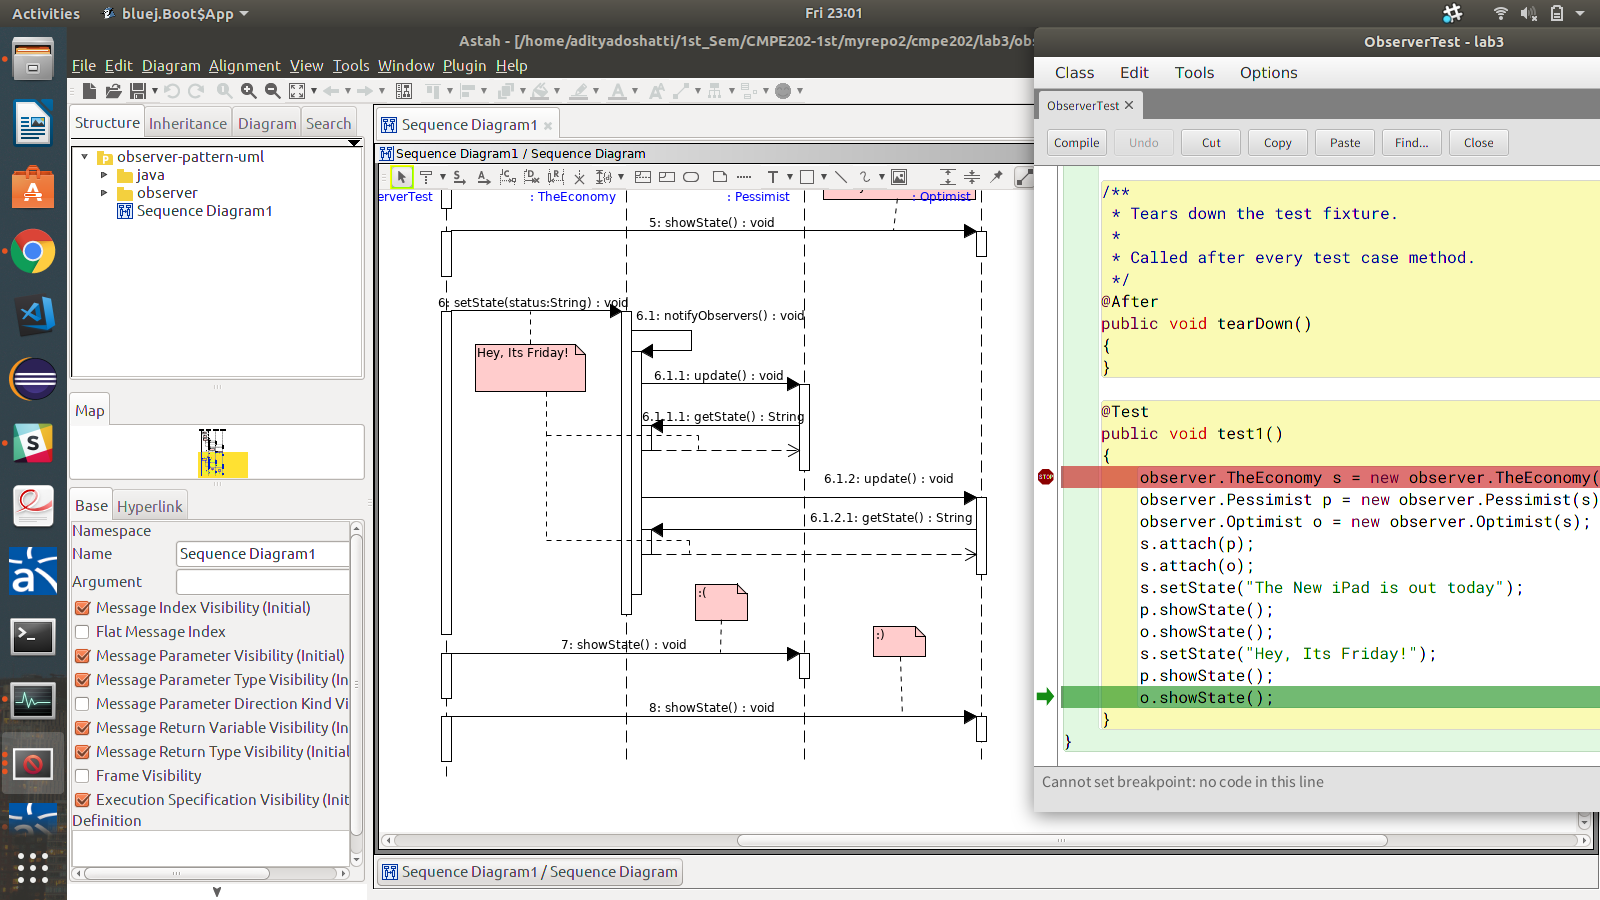 Activities
bluej.Boot$App
Fri 23:01
Astah - [/home/adityadoshatti/1st_Sem/CMPE202-1st/myrepo2/cmpe202/lab3/obs
File Edit Diagram Alignment View Tools Window Plugin Help
Structure Inheritance Diagram Search
observer-pattern-uml
java
observer
Sequence Diagram1
Map
Base Hyperlink
Namespace
Name Sequence Diagram1
Argument
Message Index Visibility (Initial)
Flat Message Index
Message Parameter Visibility (Initial)
Message Parameter Type Visibility (In
Message Parameter Direction Kind Vi
Message Return Variable Visibility (In
Message Return Type Visibility (Initial
Frame Visibility
Execution Specification Visibility (Init
Definition
Sequence Diagram1
Sequence Diagram1 / Sequence Diagram
erverTest : TheEconomy : Pessimist : Optimist
5: showState() : void
6: setState(status:String) : void
6.1: notifyObservers() : void
Hey, Its Friday!
6.1.1: update() : void
6.1.1.1: getState() : String
6.1.2: update() : void
6.1.2.1: getState() : String
:(
:)
7: showState() : void
8: showState() : void
Sequence Diagram1 / Sequence Diagram
ObserverTest - lab3
Class Edit Tools Options
ObserverTest
Compile Undo Cut Copy Paste Find... Close
/**
* Tears down the test fixture.
*
* Called after every test case method.
*/
@After
public void tearDown()
{
}
@Test
public void test1()
{
STOP
observer.TheEconomy s = new observer.TheEconomy(
observer.Pessimist p = new observer.Pessimist(s)
observer.Optimist o = new observer.Optimist(s);
s.attach(p);
s.attach(o);
s.setState("The New iPad is out today");
p.showState();
o.showState();
s.setState("Hey, Its Friday!");
p.showState();
o.showState();
}
}
Cannot set breakpoint: no code in this line